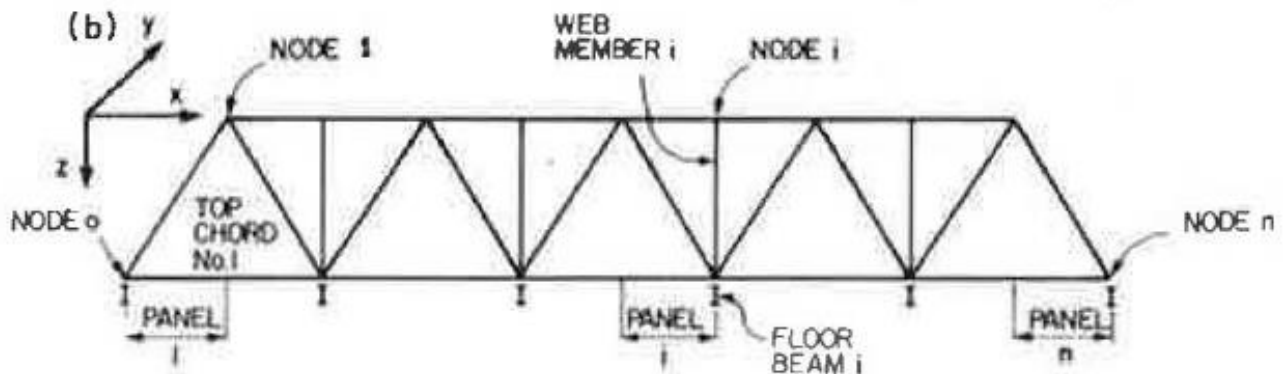 (b)
y
x
z
NODE 1
WEB
MEMBER i
NODE i
NODE o
TOP
CHORD
No.1
NODE n
I I I I I I
PANEL
1
PANEL
i
FLOOR
BEAM i
PANEL
n